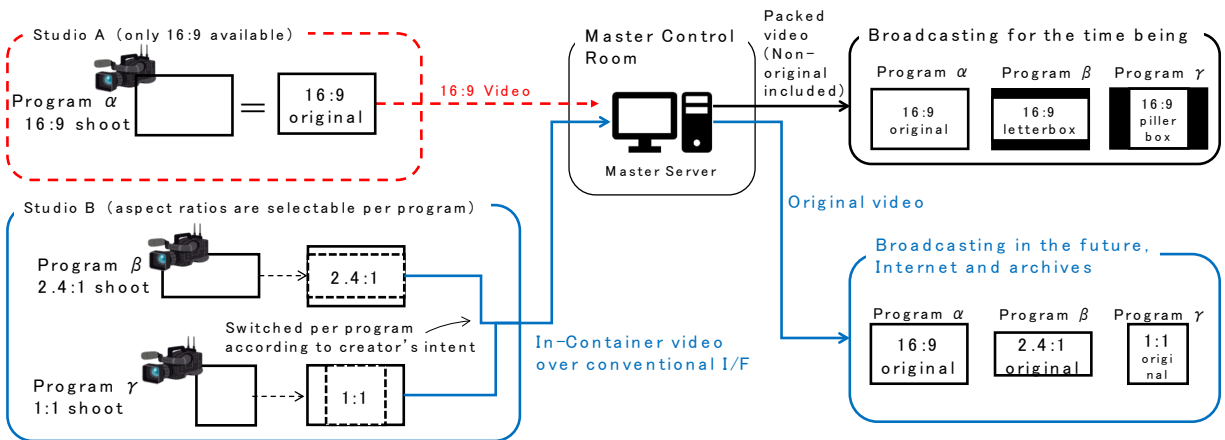 Studio A (only 16:9 available)
Program α
16:9 shoot
=
16:9
original
16:9 Video
Master Control
Room
Master Server
Packed
video
(Non-
original
included)
Broadcasting for the time being
Program α
16:9
original
Program β
16:9
letterbox
Program γ
16:9
piller
box
Studio B (aspect ratios are selectable per program)
Program β
2.4:1 shoot
2.4:1
Switched per program
according to creator's intent
Program γ
1:1 shoot
1:1
In-Container video
over conventional I/F
Original video
Broadcasting in the future,
Internet and archives
Program α
16:9
original
Program β
2.4:1
original
Program γ
1:1
origi
nal